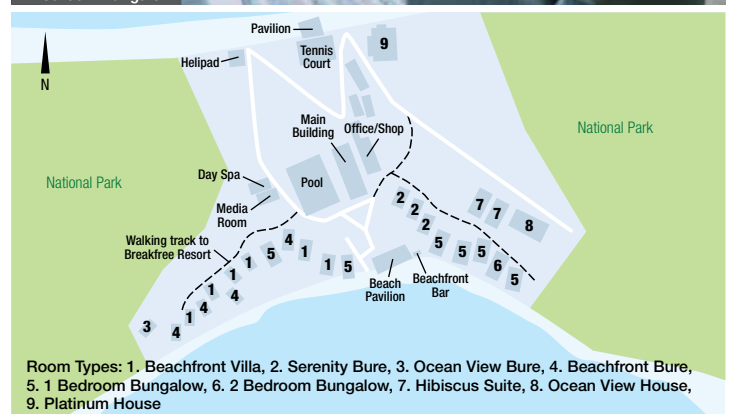 Pavilion
Helipad
Tennis
Court
9
N
Main
Building
Office/Shop
National Park
National Park
Day Spa
Pool
Media
Room
Walking track to
Breakfree Resort
2
2
2
7
7
8
4
1
5
1
1
1
1
5
5
5
5
6
5
4
4
1
3
4
Beach
Pavilion
Beachfront
Bar
Room Types: 1. Beachfront Villa, 2. Serenity Bure, 3. Ocean View Bure, 4. Beachfront Bure,
5. 1 Bedroom Bungalow, 6. 2 Bedroom Bungalow, 7. Hibiscus Suite, 8. Ocean View House,
9. Platinum House